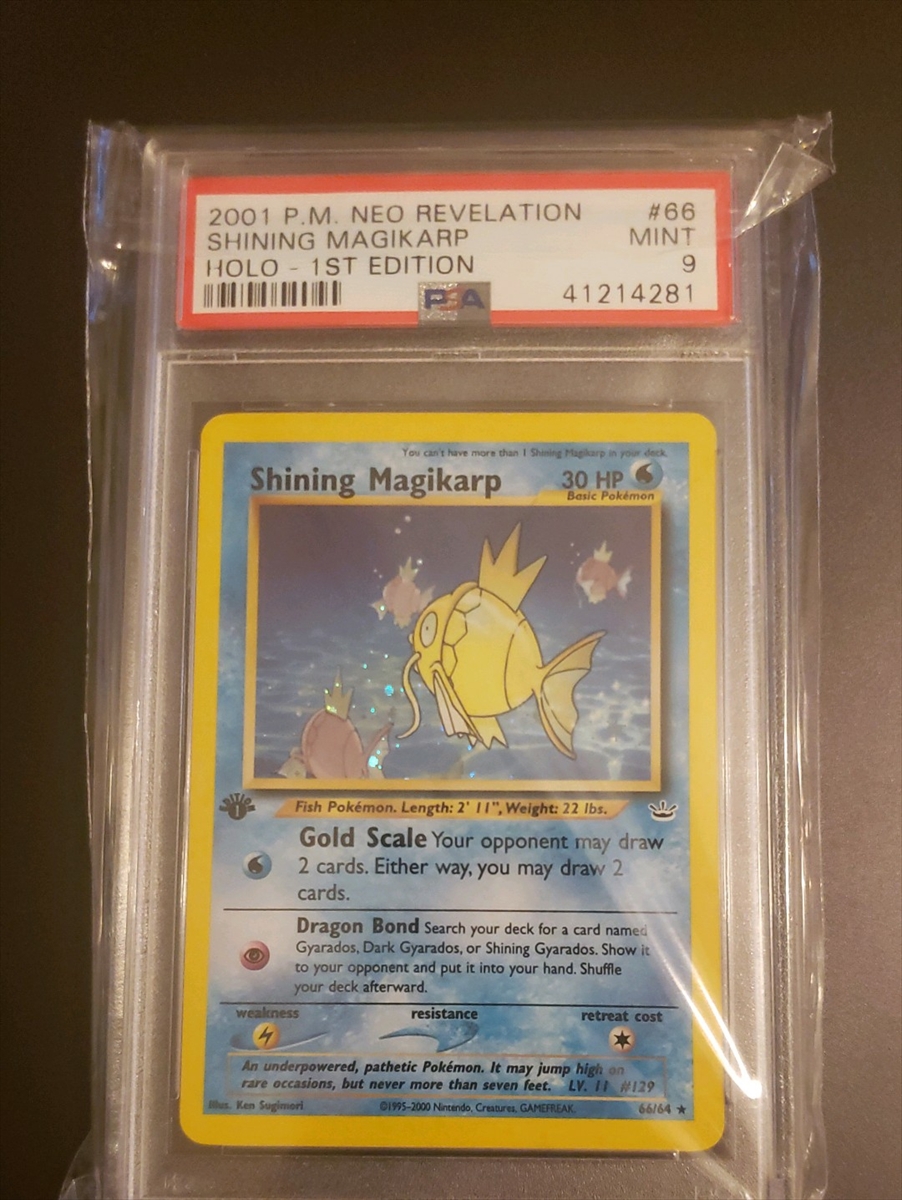 2001 P.M. NEO REVELATION #66
SHINING MAGIKARP MINT
HOLO - 1ST EDITION 9
PSA 41214281
You can't have more than 1 Shining Magikarp in your deck.
Shining Magikarp 30 HP
Basic Pokémon
EDITION 1
Fish Pokémon. Length: 2' 11", Weight: 22 lbs.
Gold Scale Your opponent may draw
2 cards. Either way, you may draw 2
cards.
Dragon Bond Search your deck for a card named
Gyarados, Dark Gyarados, or Shining Gyarados. Show it
to your opponent and put it into your hand. Shuffle
your deck afterward.
weakness resistance retreat cost
An underpowered, pathetic Pokémon. It may jump high on
rare occasions, but never more than seven feet. LV. 11 #129
Illus. Ken Sugimori ©1995-2000 Nintendo, Creatures, GAMEFREAK. 66/64 ★